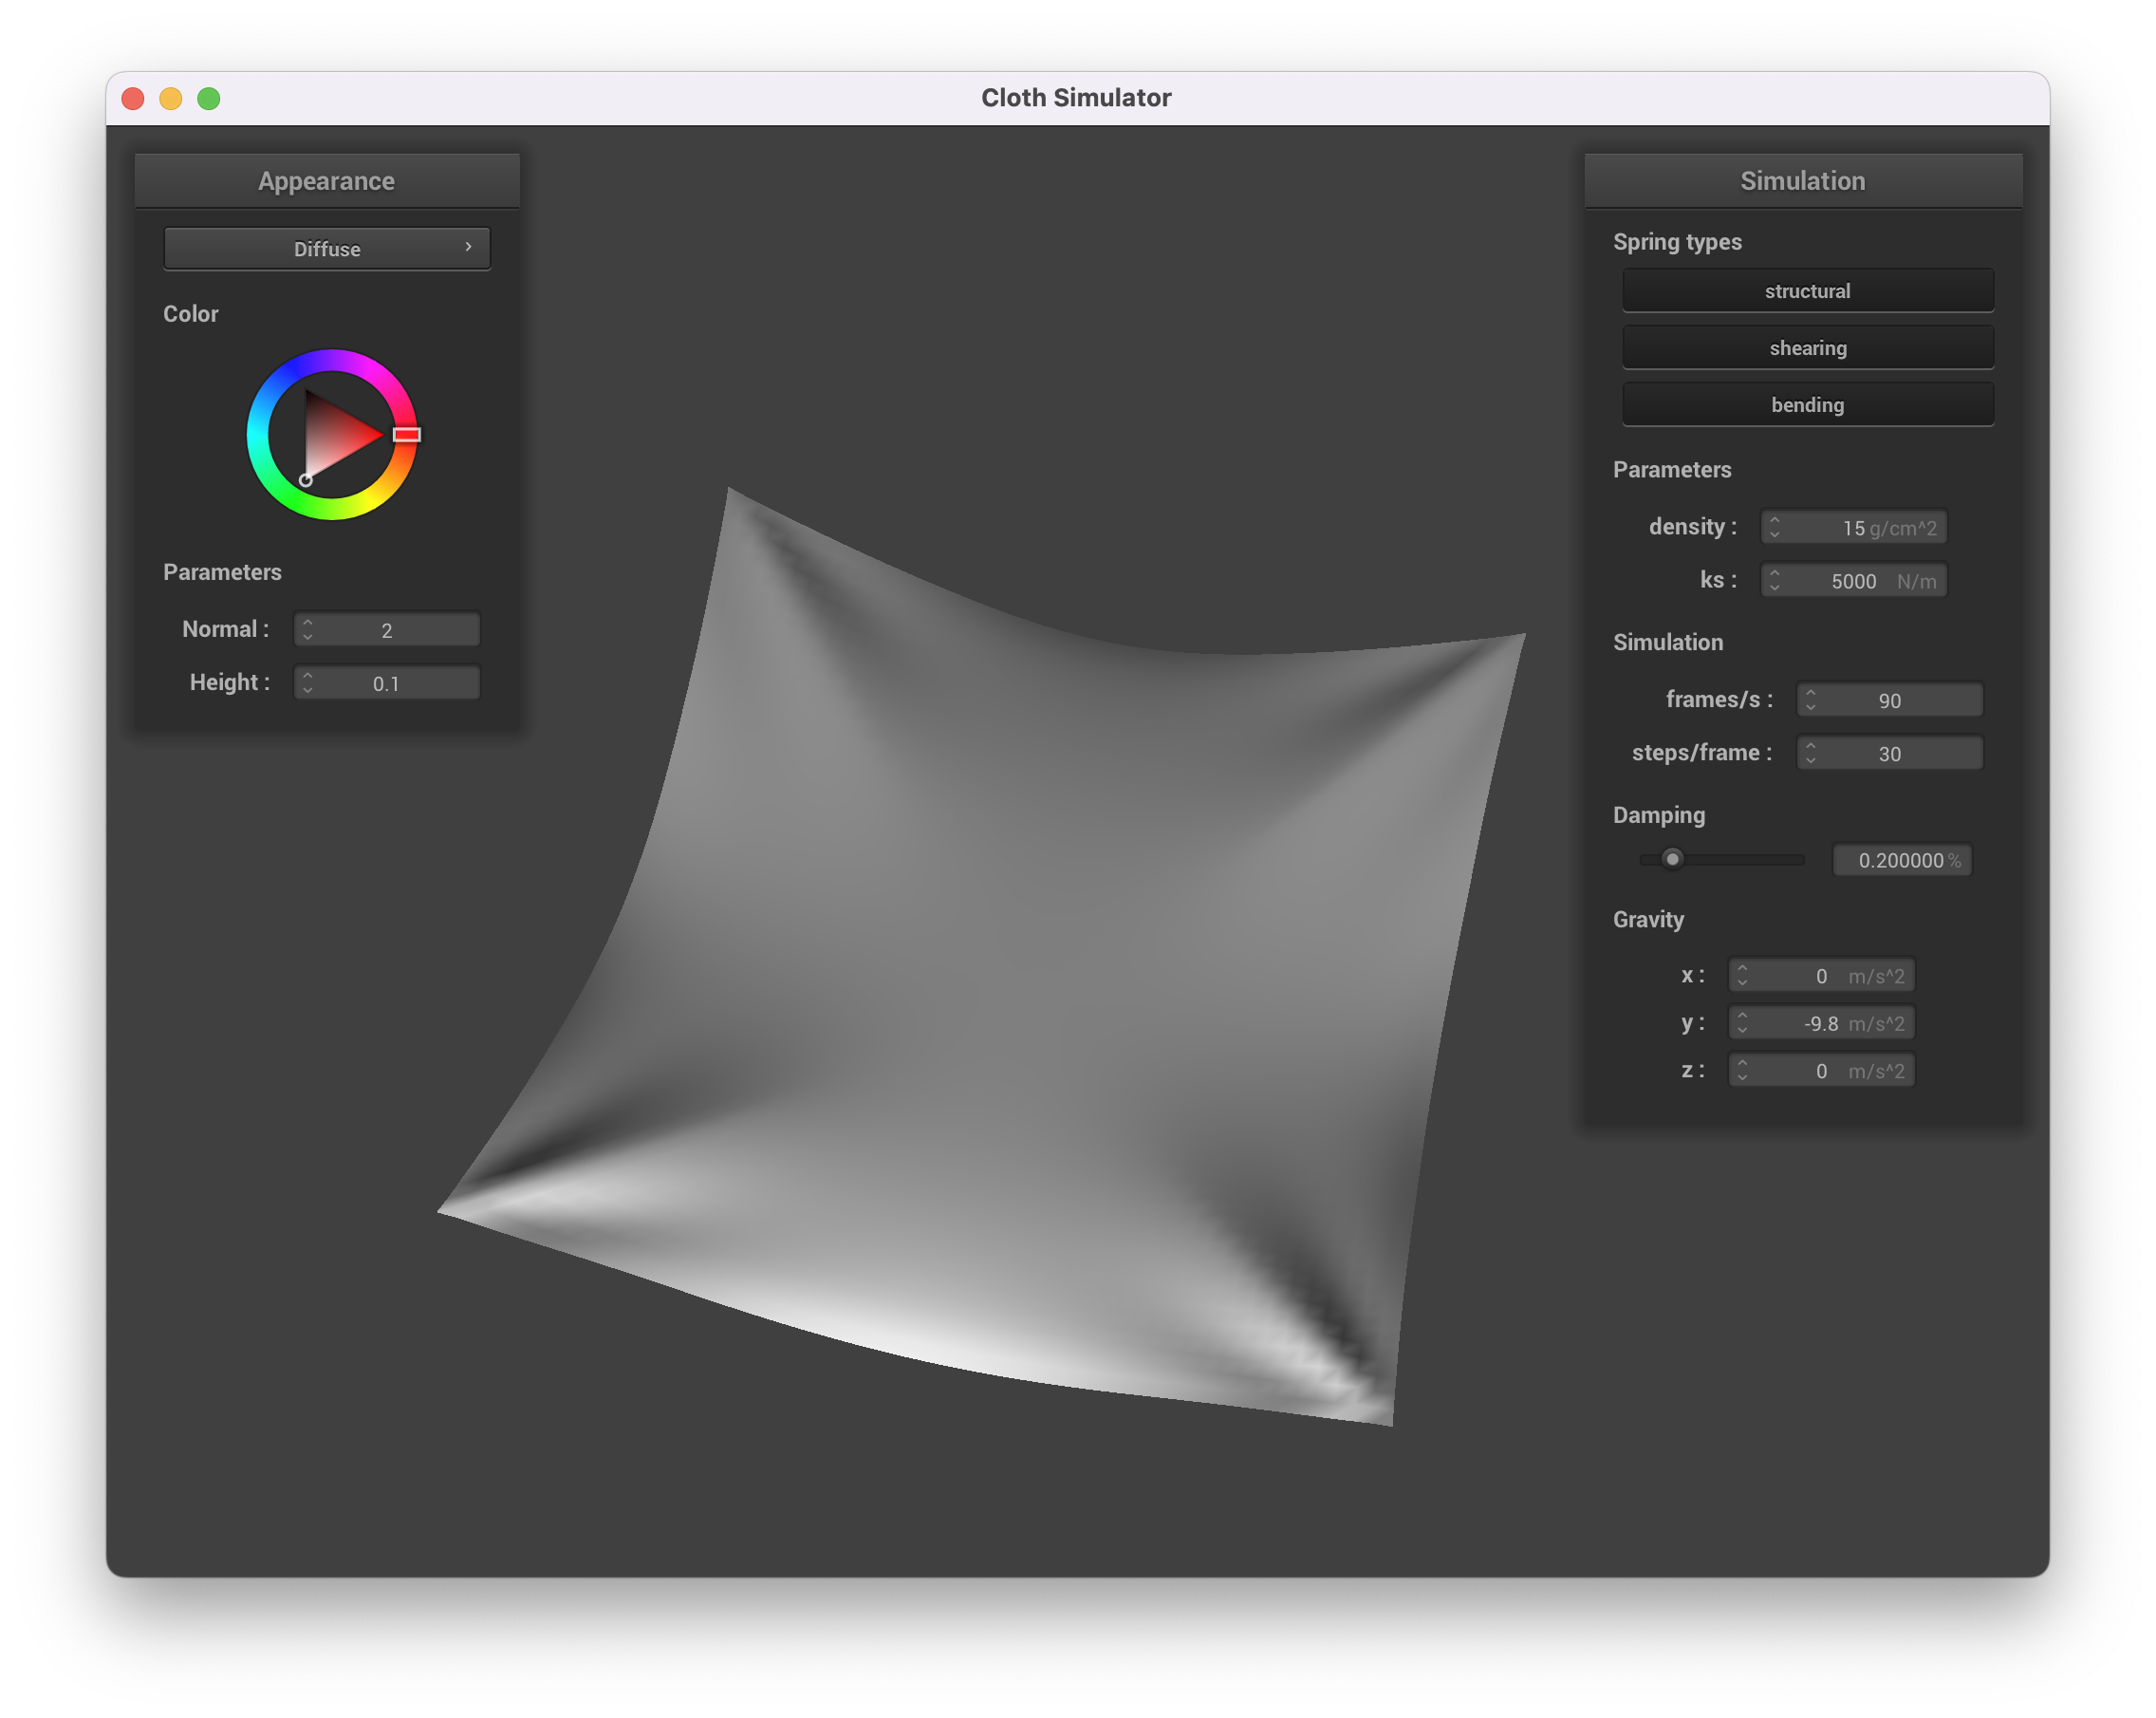 Cloth Simulator
Appearance
Diffuse
Color
Parameters
Normal : 2
Height : 0.1
Simulation
Spring types
structural
shearing
bending
Parameters
density : 15 g/cm^2
ks : 5000 N/m
Simulation
frames/s : 90
steps/frame : 30
Damping
0.200000 %
Gravity
x : 0 m/s^2
y : -9.8 m/s^2
z : 0 m/s^2